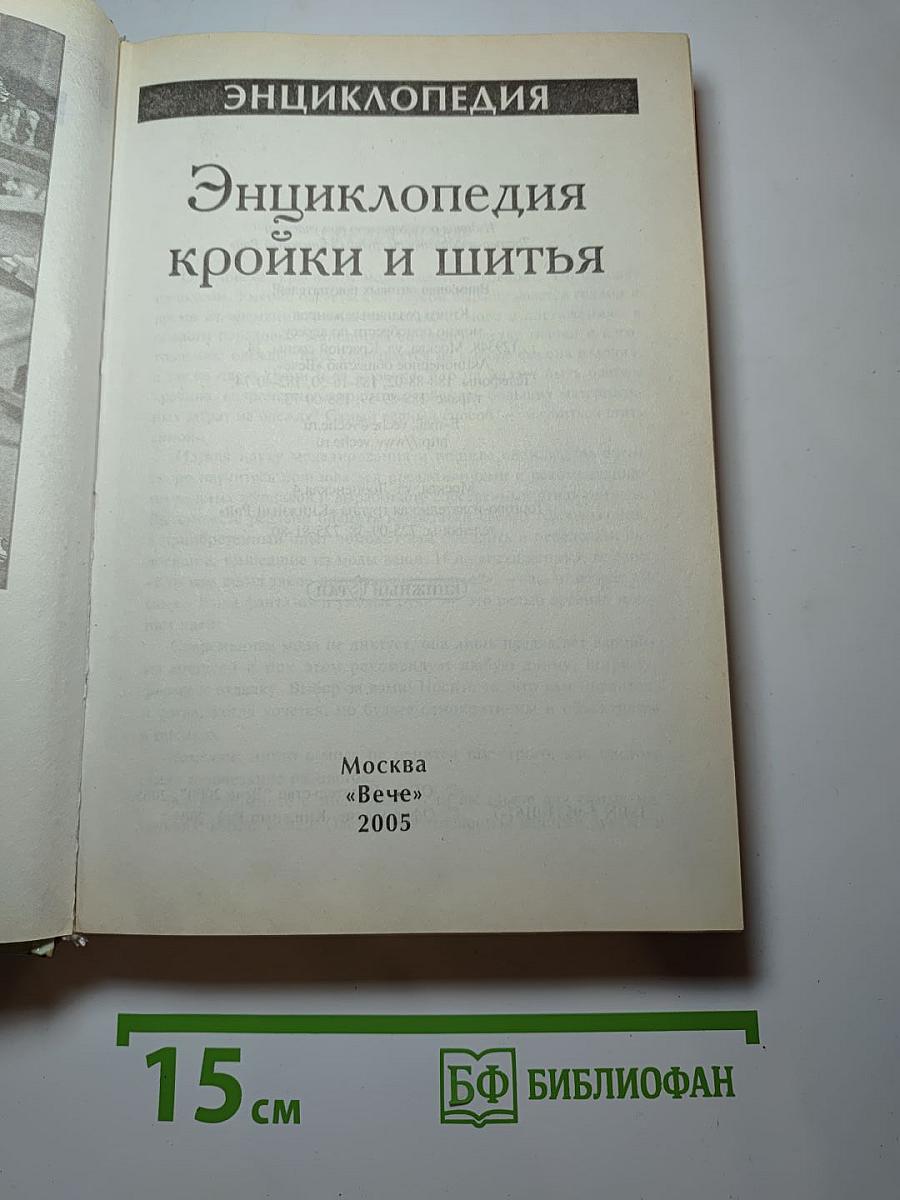 ЭНЦИКЛОПЕДИЯ
Энциклопедия
кройки и шитья
Москва
«Вече»
2005
15 см
БФ БИБЛИОФАН